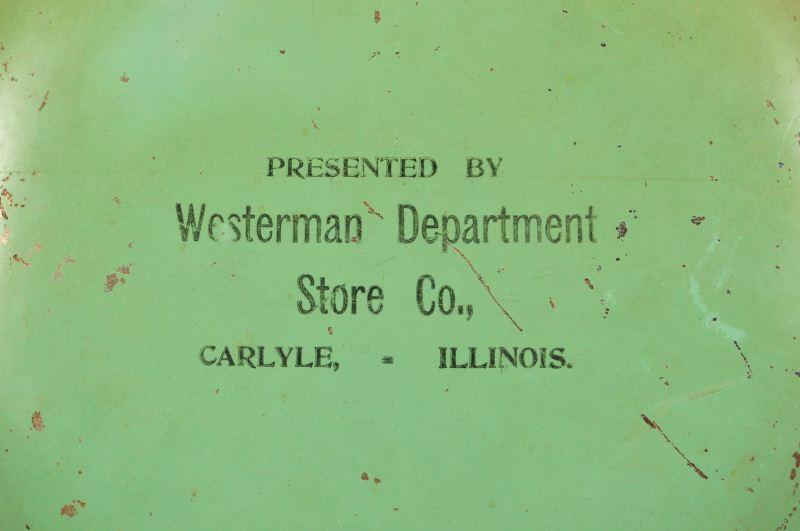 PRESENTED BY
Westerman Department
Store Co.,
CARLYLE, - ILLINOIS.